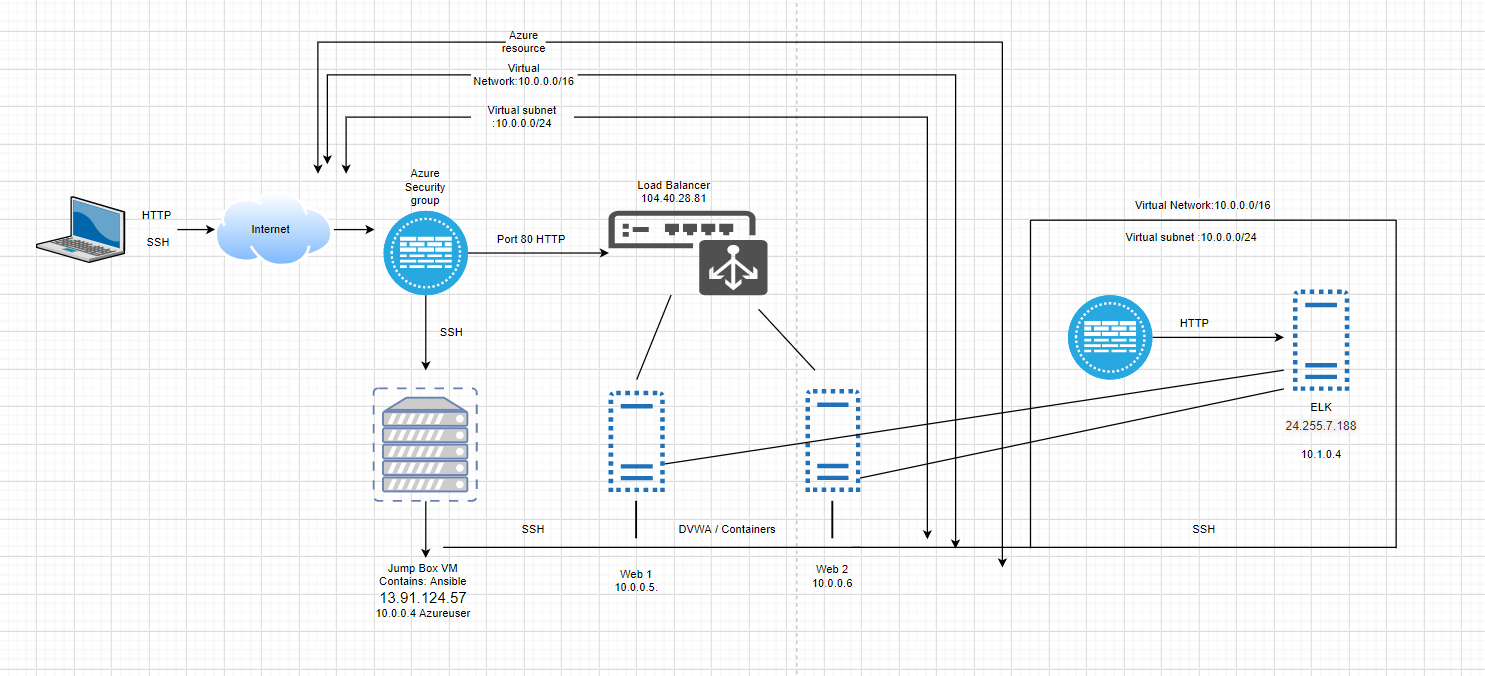 Azure
resource
Virtual
Network:10.0.0.0/16
Virtual subnet
:10.0.0.0/24
Azure
Security
group
Load Balancer
104.40.28.81
HTTP
SSH
Internet
Port 80 HTTP
SSH
Virtual Network:10.0.0.0/16
Virtual subnet :10.0.0.0/24
HTTP
ELK
24.255.7.188
10.1.0.4
SSH
DVWA / Containers
SSH
Jump Box VM
Contains: Ansible
13.91.124.57
10.0.0.4 Azureuser
Web 1
10.0.0.5.
Web 2
10.0.0.6